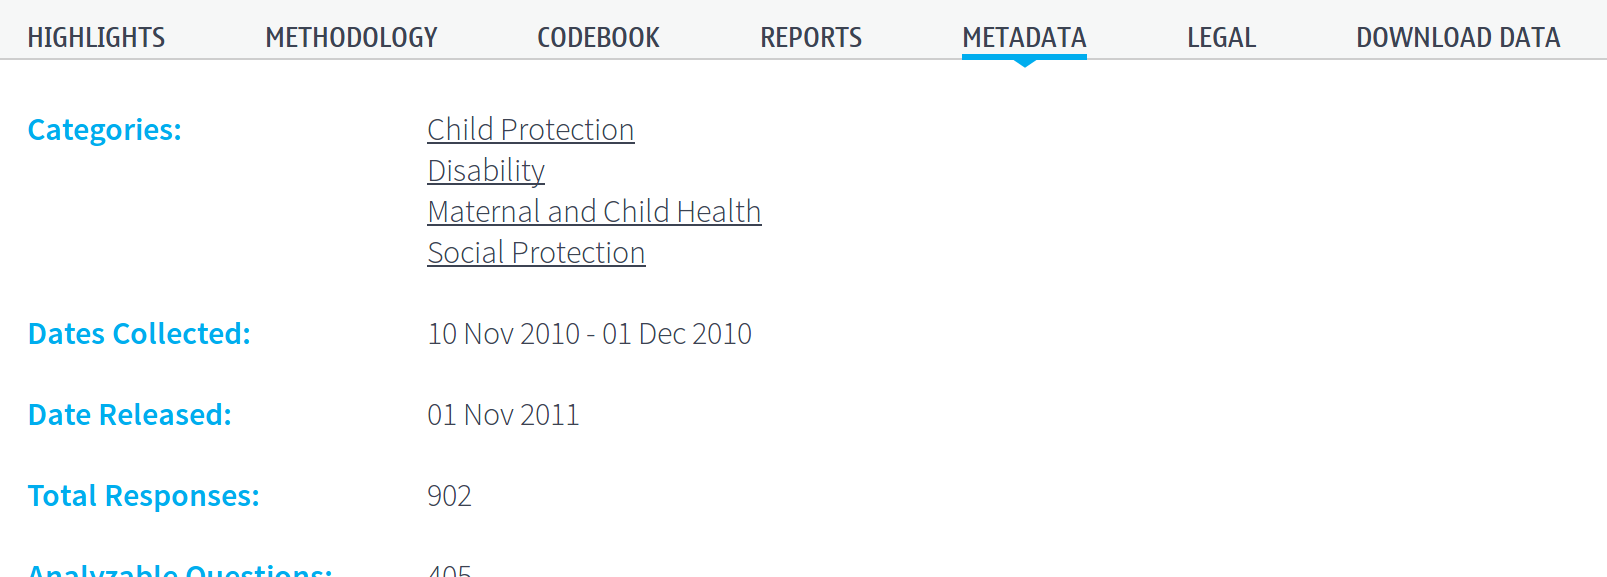 HIGHLIGHTS METHODOLOGY CODEBOOK REPORTS METADATA LEGAL DOWNLOAD DATA
Categories: Child Protection
Disability
Maternal and Child Health
Social Protection
Dates Collected: 10 Nov 2010 - 01 Dec 2010
Date Released: 01 Nov 2011
Total Responses: 902
Analyzable Questions: 405